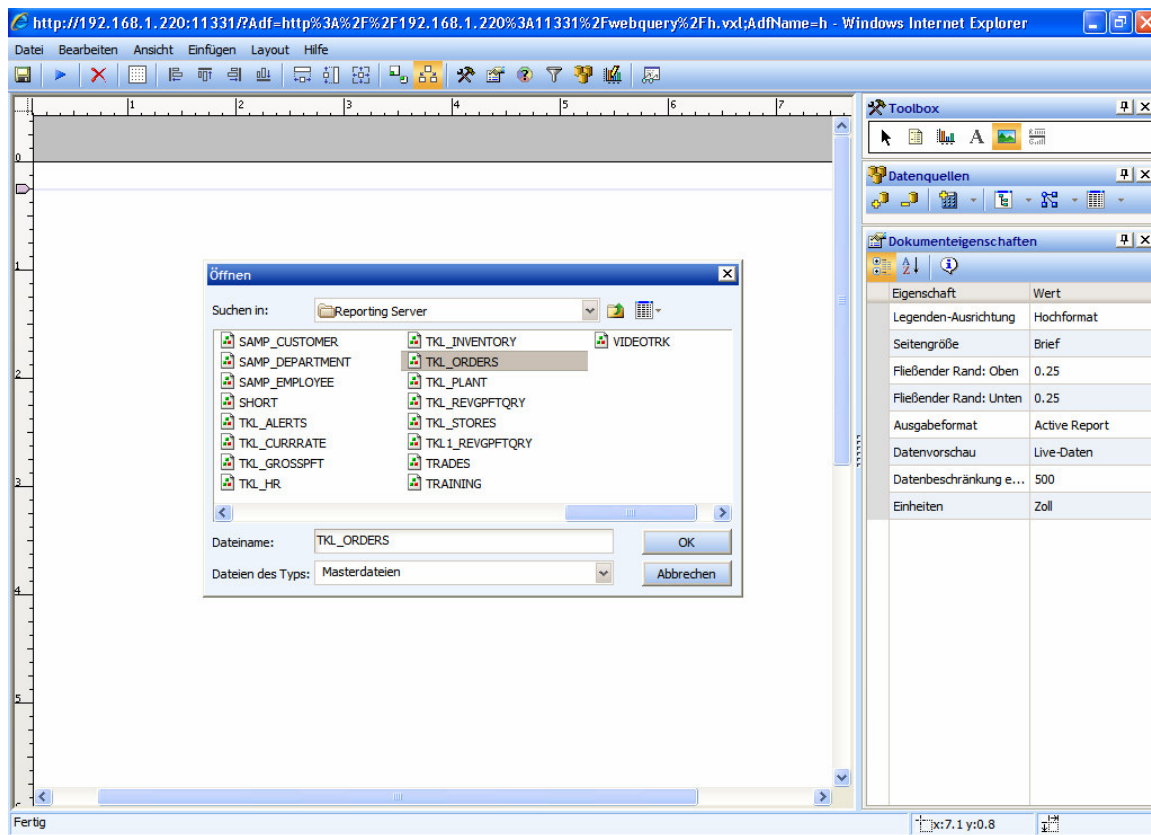 http://192.168.1.220:11331/?Adf=http%3A%2F%2F192.168.1.220%3A11331%2Fwebquery%2Fh.vxl;AdfName=h - Windows Internet Explorer
Datei Bearbeiten Ansicht Einfügen Layout Hilfe
1 2 3 4 5 6 7
0
1
2
3
4
5
Öffnen
Suchen in: Reporting Server
SAMP_CUSTOMER TKL_INVENTORY VIDEOTRK
SAMP_DEPARTMENT TKL_ORDERS
SAMP_EMPLOYEE TKL_PLANT
SHORT TKL_REVGPFTQRY
TKL_ALERTS TKL_STORES
TKL_CURRRATE TKL1_REVGPFTQRY
TKL_GROSSPFT TRADES
TKL_HR TRAINING
Dateiname: TKL_ORDERS OK
Dateien des Typs: Masterdateien Abbrechen
Toolbox
A
Datenquellen
Dokumenteigenschaften
Eigenschaft Wert
Legenden-Ausrichtung Hochformat
Seitengröße Brief
Fließender Rand: Oben 0.25
Fließender Rand: Unten 0.25
Ausgabeformat Active Report
Datenvorschau Live-Daten
Datenbeschränkung e... 500
Einheiten Zoll
Fertig x:7.1 y:0.8